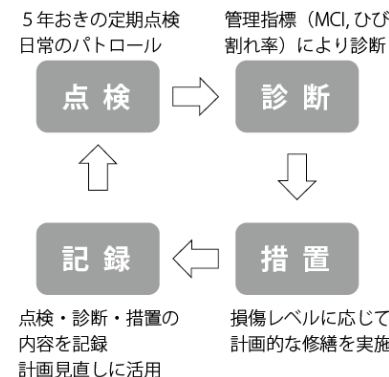 ５年おきの定期点検
日常のパトロール
点検
管理指標（MCI, ひび
割れ率）により診断
診断
措置
損傷レベルに応じて
計画的な修繕を実施
記録
点検・診断・措置の
内容を記録
計画見直しに活用